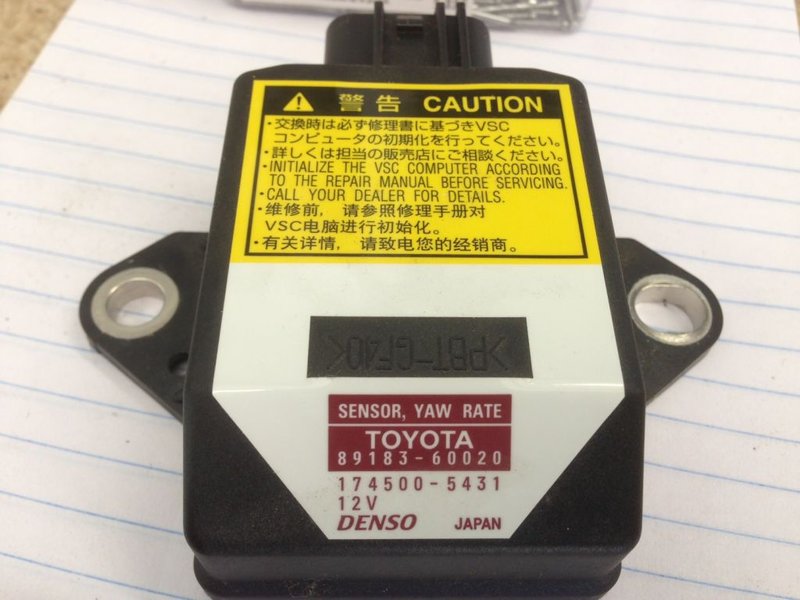 警告 CAUTION
・交換時は必ず修理書に基づきVSC
コンピュータの初期化を行ってください。
・詳しくは担当の販売店にご相談ください。
・INITIALIZE THE VSC COMPUTER ACCORDING
TO THE REPAIR MANUAL BEFORE SERVICING.
・CALL YOUR DEALER FOR DETAILS.
・维修前，请参照修理手册对
VSC电脑进行初始化。
・有关详情，请致电您的经销商。
>PBT-GF40<
SENSOR, YAW RATE
TOYOTA
89183-60020
174500-5431
12V
DENSO JAPAN